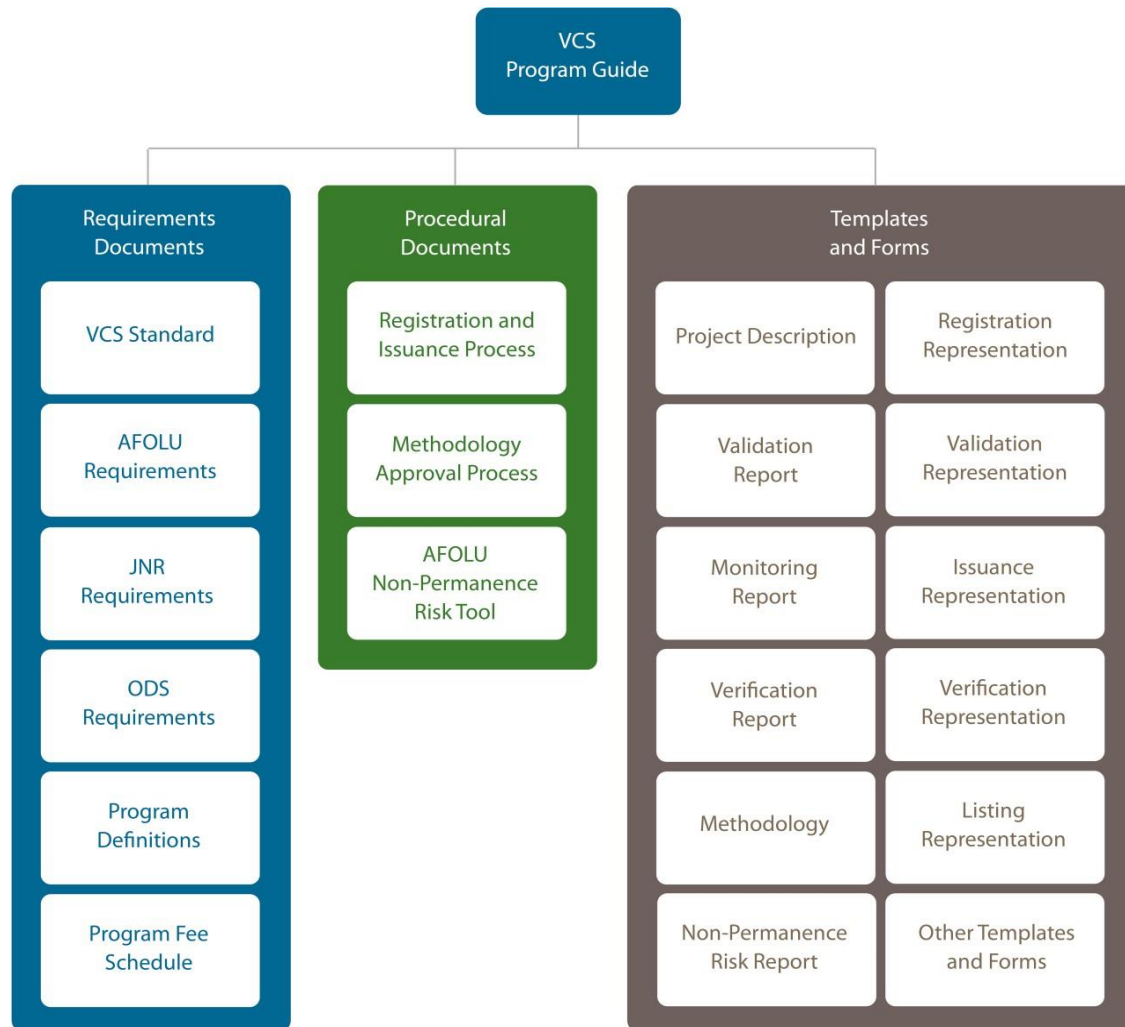 VCS
Program Guide
Requirements
Documents
VCS Standard
AFOLU
Requirements
JNR
Requirements
ODS
Requirements
Program
Definitions
Program Fee
Schedule
Procedural
Documents
Registration and
Issuance Process
Methodology
Approval Process
AFOLU
Non-Permanence
Risk Tool
Templates
and Forms
Project Description
Registration
Representation
Validation
Report
Validation
Representation
Monitoring
Report
Issuance
Representation
Verification
Report
Verification
Representation
Methodology
Listing
Representation
Non-Permanence
Risk Report
Other Templates
and Forms